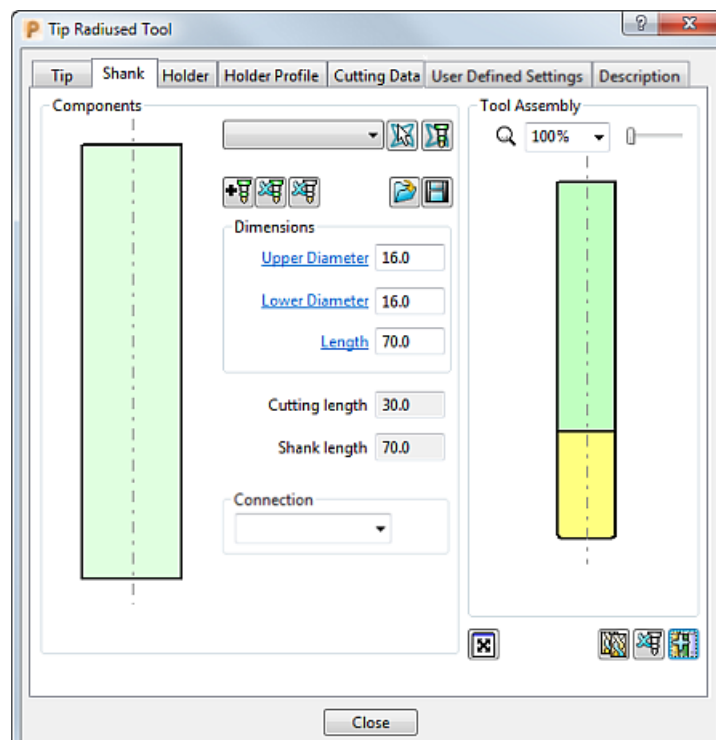 Tip Radiused Tool
Tip Shank Holder Holder Profile Cutting Data User Defined Settings Description
Components
Tool Assembly
100%
Dimensions
Upper Diameter 16.0
Lower Diameter 16.0
Length 70.0
Cutting length 30.0
Shank length 70.0
Connection
Close